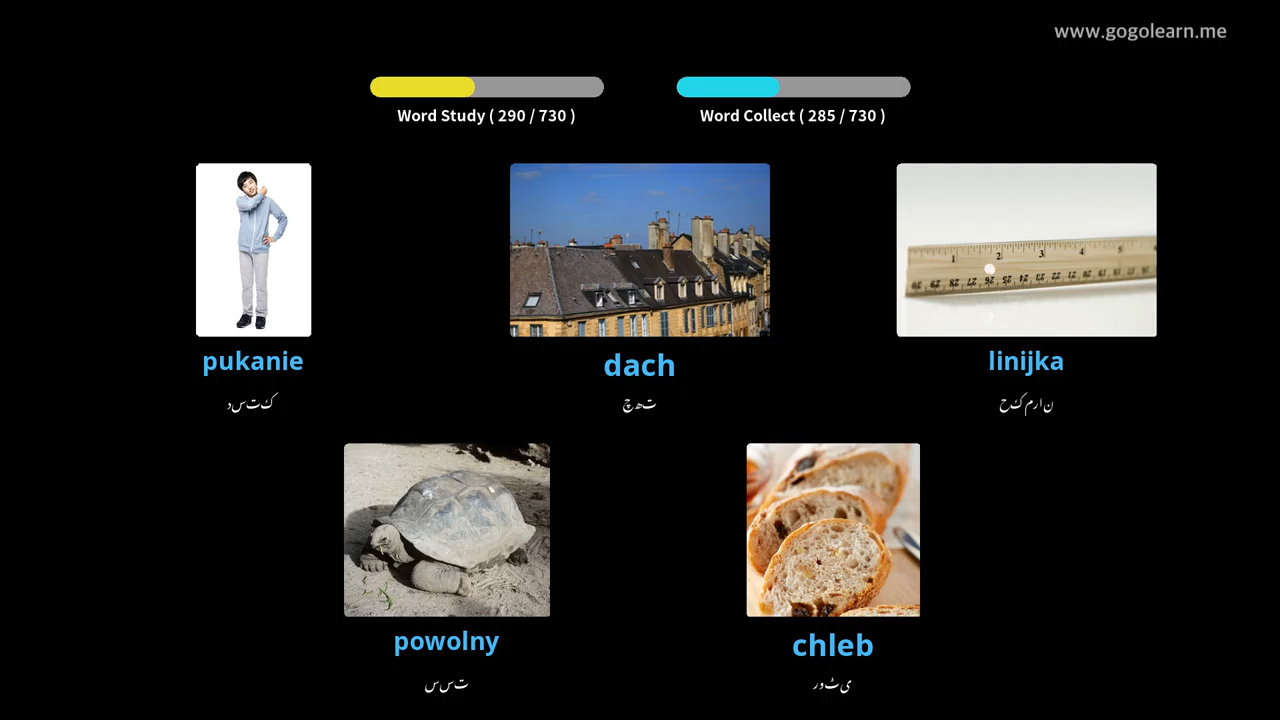 www.gogolearn.me
Word Study ( 290 / 730 )
Word Collect ( 285 / 730 )
pukanie
دستک
dach
چھت
linijka
حکمران
powolny
سست
chleb
روٹی